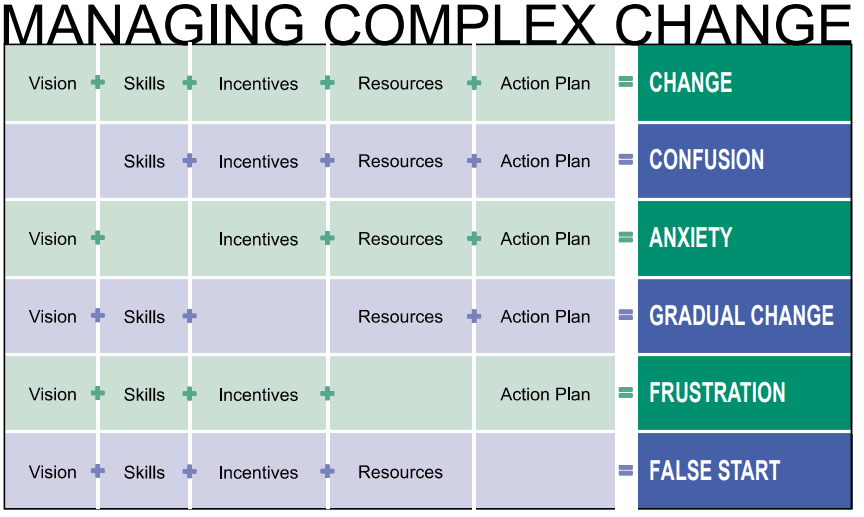 MANAGING COMPLEX CHANGE
Vision + Skills + Incentives + Resources + Action Plan = CHANGE
Skills + Incentives + Resources + Action Plan = CONFUSION
Vision + Incentives + Resources + Action Plan = ANXIETY
Vision + Skills + Resources + Action Plan = GRADUAL CHANGE
Vision + Skills + Incentives + Action Plan = FRUSTRATION
Vision + Skills + Incentives + Resources = FALSE START